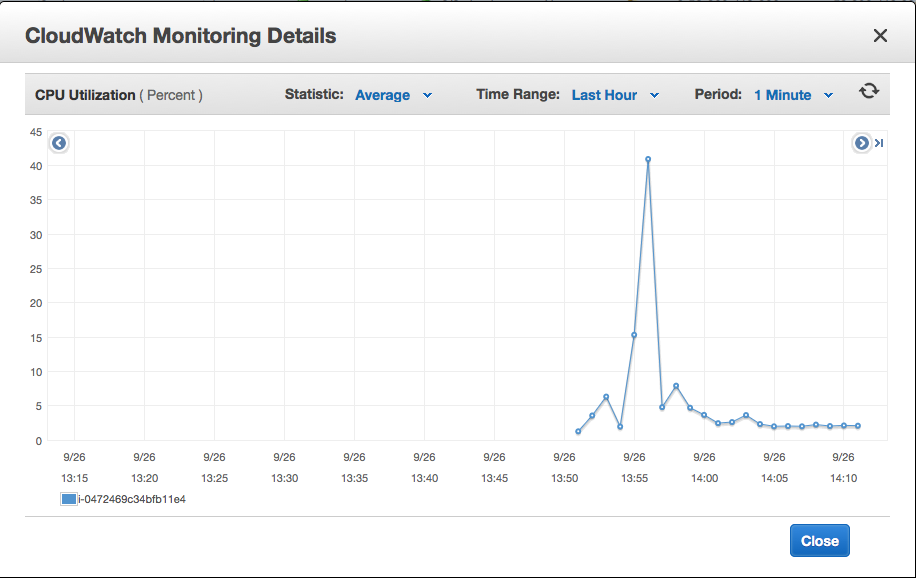 CloudWatch Monitoring Details
CPU Utilization ( Percent ) Statistic: Average Time Range: Last Hour Period: 1 Minute
45
40
35
30
25
20
15
10
5
0
9/26 9/26 9/26 9/26 9/26 9/26 9/26 9/26 9/26 9/26 9/26 9/26
13:15 13:20 13:25 13:30 13:35 13:40 13:45 13:50 13:55 14:00 14:05 14:10
i-0472469c34bfb11e4
Close